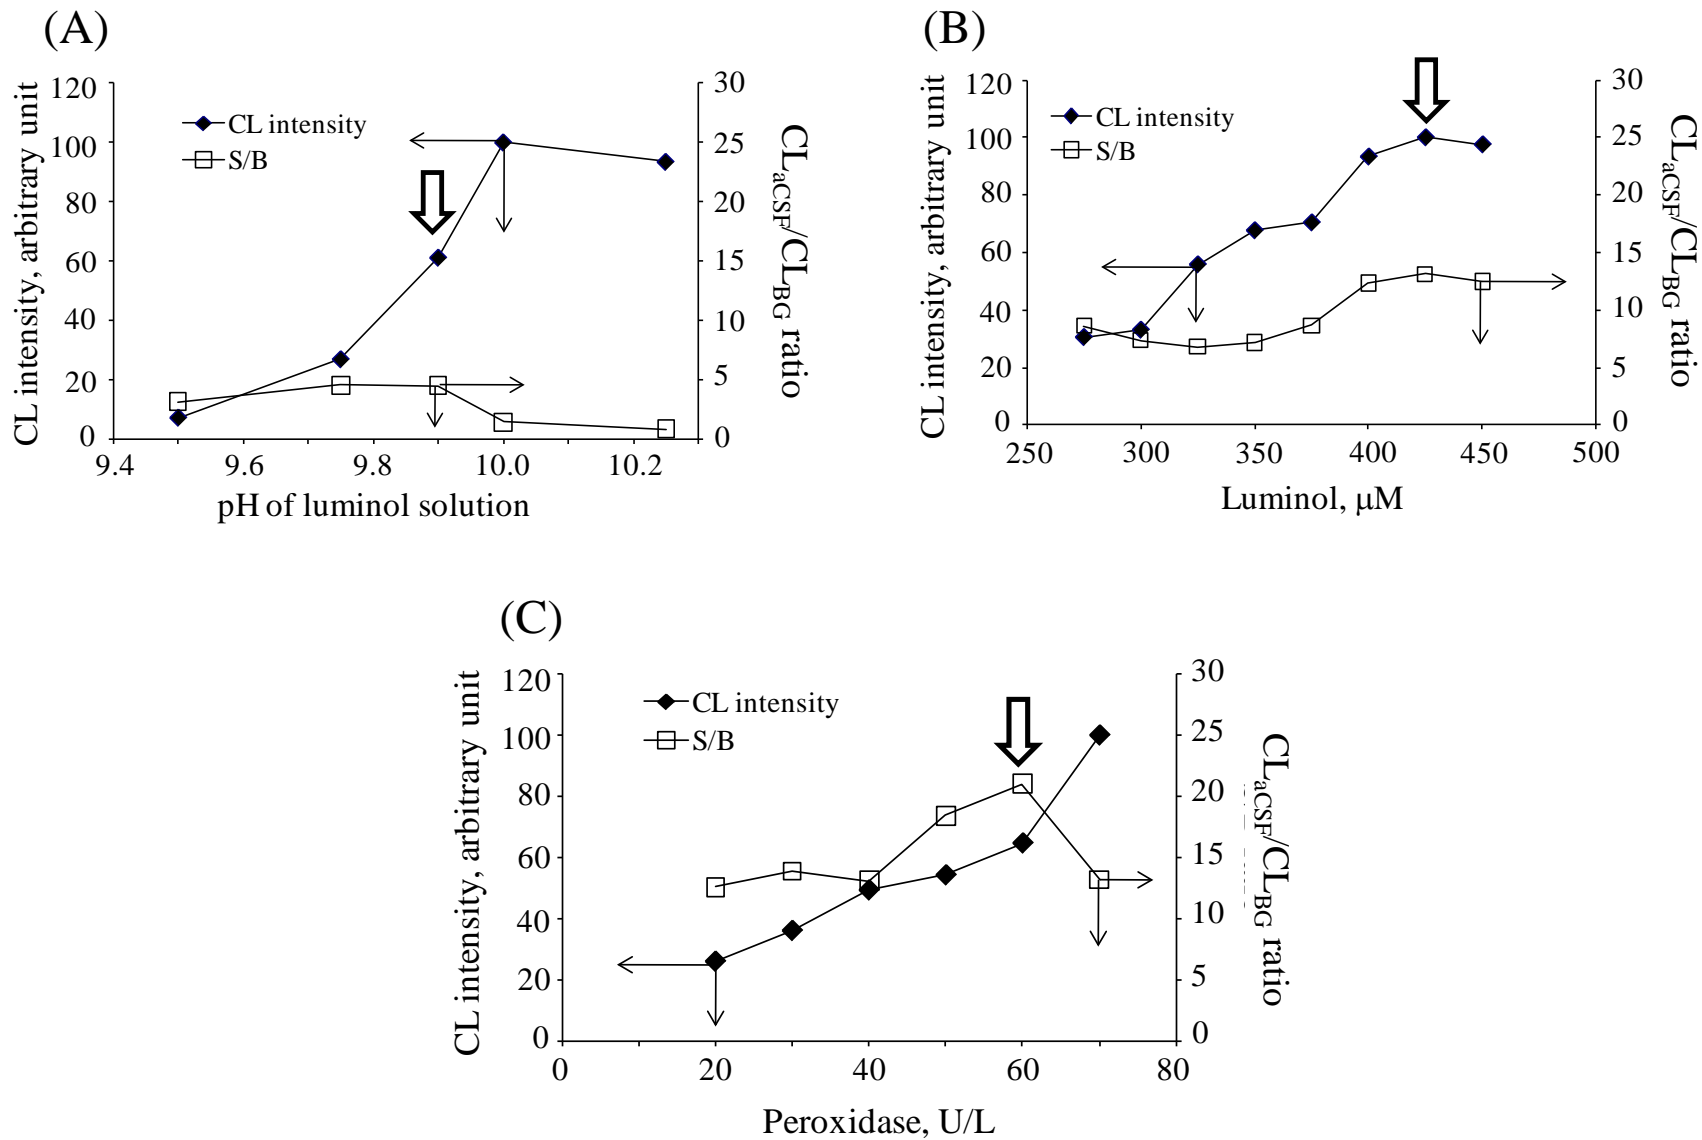 (A)
CL intensity, arbitrary unit
120
100
80
60
40
20
0
CL intensity
S/B
30
25
20
15
10
5
0
CLaCSF/CLBG ratio
9.4 9.6 9.8 10.0 10.2
pH of luminol solution
(B)
CL intensity, arbitrary unit
120
100
80
60
40
20
0
CL intensity
S/B
30
25
20
15
10
5
0
CLaCSF/CLBG ratio
250 300 350 400 450 500
Luminol, μM
(C)
CL intensity, arbitrary unit
120
100
80
60
40
20
0
CL intensity
S/B
30
25
20
15
10
5
0
CLaCSF/CLBG ratio
0 20 40 60 80
Peroxidase, U/L